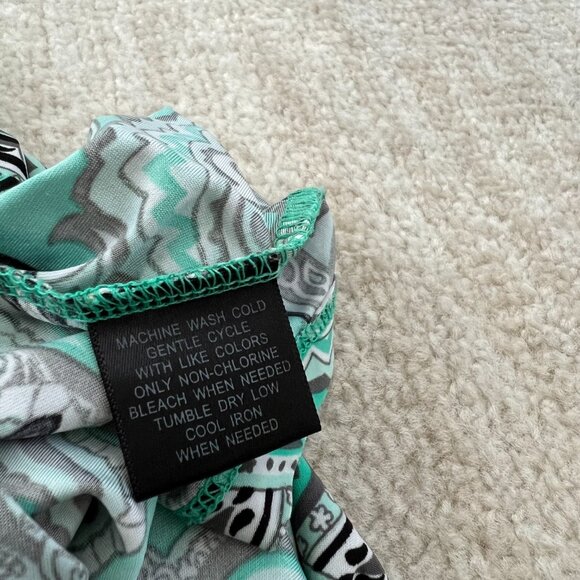 MACHINE WASH COLD
GENTLE CYCLE
WITH LIKE COLORS
ONLY NON-CHLORINE
BLEACH WHEN NEEDED
TUMBLE DRY LOW
COOL IRON
WHEN NEEDED